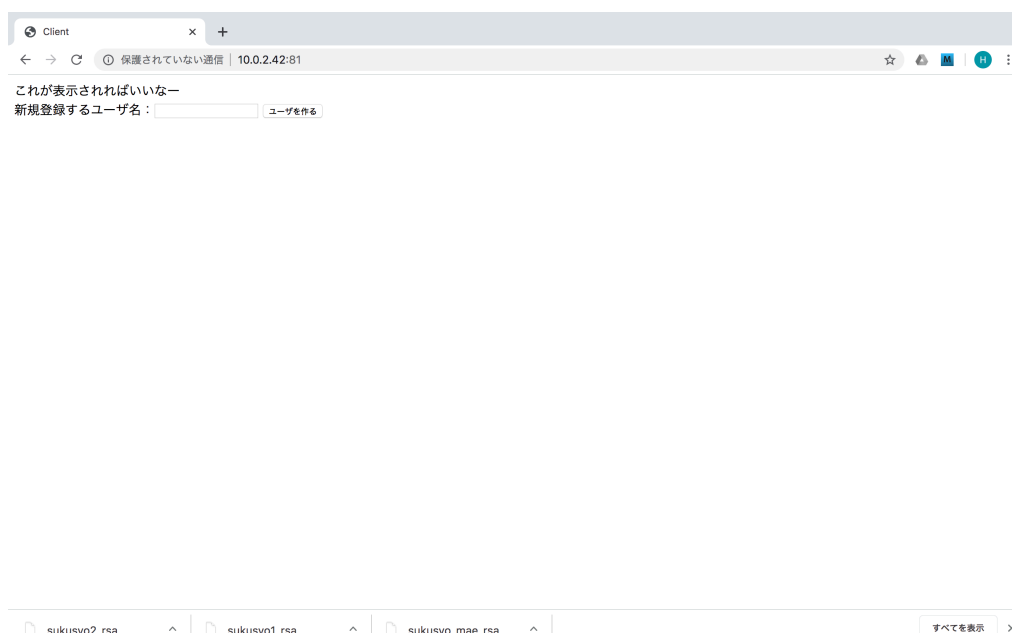 Client
保護されていない通信 10.0.2.42:81
M
H
これが表示されればいいなー
新規登録するユーザ名：
ユーザを作る
sukusyo2_rsa
sukusyo1_rsa
sukusyo_mae_rsa
すべてを表示